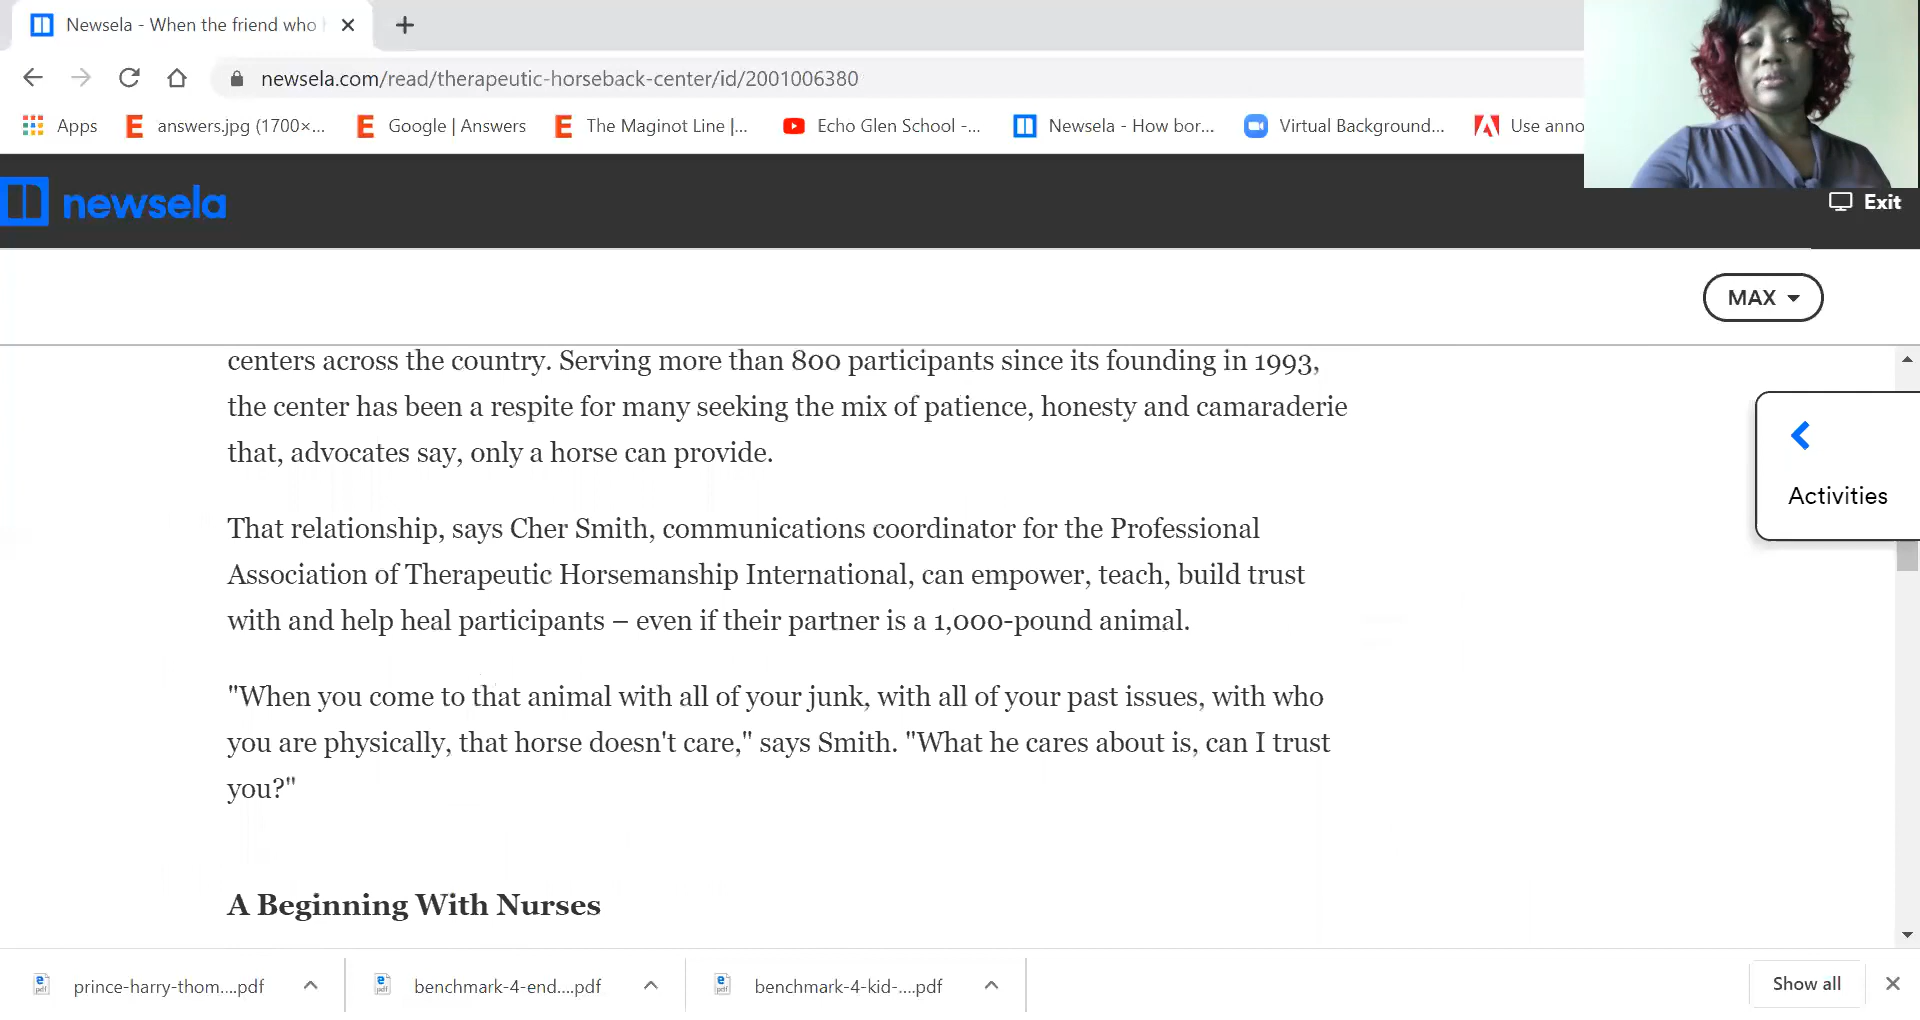 Newsela - When the friend who
newsela.com/read/therapeutic-horseback-center/id/2001006380
Apps
answers.jpg (1700×...
Google | Answers
The Maginot Line |...
Echo Glen School -...
Newsela - How bor...
Virtual Background...
Use anno
newsela
Exit
MAX
centers across the country. Serving more than 800 participants since its founding in 1993,
the center has been a respite for many seeking the mix of patience, honesty and camaraderie
that, advocates say, only a horse can provide.
That relationship, says Cher Smith, communications coordinator for the Professional
Association of Therapeutic Horsemanship International, can empower, teach, build trust
with and help heal participants – even if their partner is a 1,000-pound animal.
"When you come to that animal with all of your junk, with all of your past issues, with who
you are physically, that horse doesn't care," says Smith. "What he cares about is, can I trust
you?"
Activities
A Beginning With Nurses
prince-harry-thom....pdf
benchmark-4-end....pdf
benchmark-4-kid-....pdf
Show all